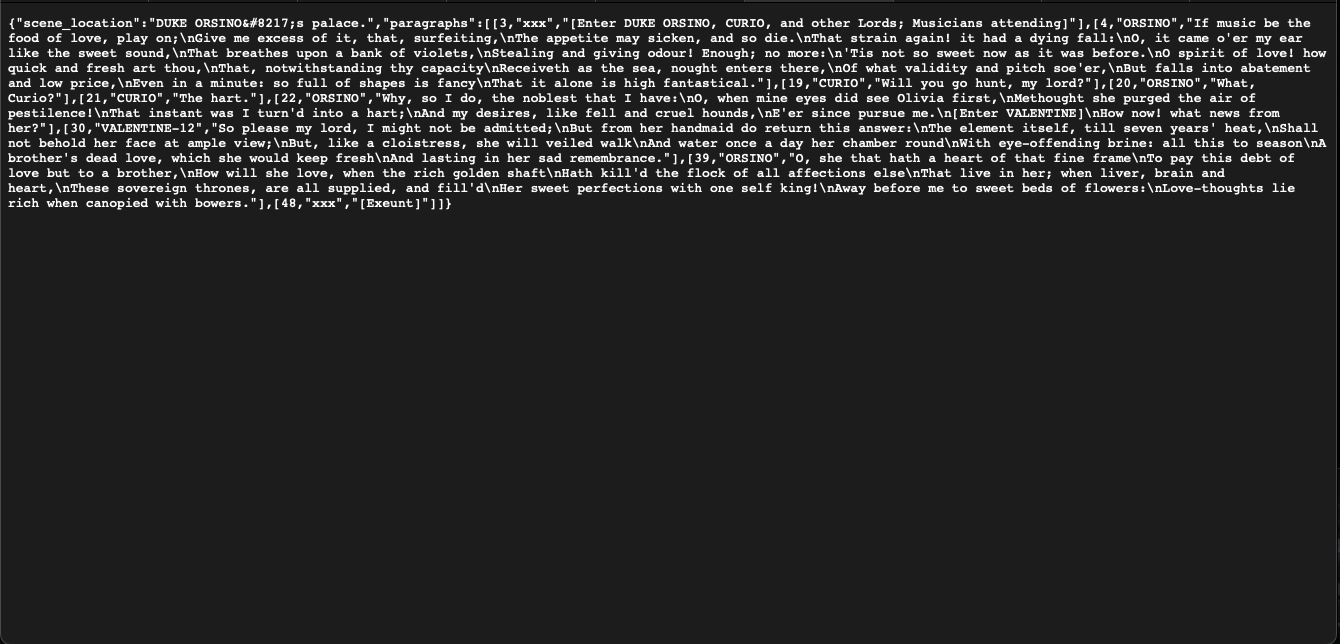 {"scene_location":"DUKE ORSINO&#8217;s palace.","paragraphs":[[3,"xxx","[Enter DUKE ORSINO, CURIO, and other Lords; Musicians attending]"],[4,"ORSINO","If music be the
food of love, play on;\nGive me excess of it, that, surfeiting,\nThe appetite may sicken, and so die.\nThat strain again! it had a dying fall:\nO, it came o'er my ear
like the sweet sound,\nThat breathes upon a bank of violets,\nStealing and giving odour! Enough; no more:\n'Tis not so sweet now as it was before.\nO spirit of love! how
quick and fresh art thou,\nThat, notwithstanding thy capacity\nReceiveth as the sea, nought enters there,\nOf what validity and pitch soe'er,\nBut falls into abatement
and low price,\nEven in a minute: so full of shapes is fancy\nThat it alone is high fantastical."],[19,"CURIO","Will you go hunt, my lord?"],[20,"ORSINO","What,
Curio?"],[21,"CURIO","The hart."],[22,"ORSINO","Why, so I do, the noblest that I have:\nO, when mine eyes did see Olivia first,\nMethought she purged the air of
pestilence!\nThat instant was I turn'd into a hart;\nAnd my desires, like fell and cruel hounds,\nE'er since pursue me.\n[Enter VALENTINE]\nHow now! what news from
her?"],[30,"VALENTINE-12","So please my lord, I might not be admitted;\nBut from her handmaid do return this answer:\nThe element itself, till seven years' heat,\nShall
not behold her face at ample view;\nBut, like a cloistress, she will veiled walk\nAnd water once a day her chamber round\nWith eye-offending brine: all this to season\nA
brother's dead love, which she would keep fresh\nAnd lasting in her sad remembrance."],[39,"ORSINO","O, she that hath a heart of that fine frame\nTo pay this debt of
love but to a brother,\nHow will she love, when the rich golden shaft\nHath kill'd the flock of all affections else\nThat live in her; when liver, brain and
heart,\nThese sovereign thrones, are all supplied, and fill'd\nHer sweet perfections with one self king!\nAway before me to sweet beds of flowers:\nLove-thoughts lie
rich when canopied with bowers."],[48,"xxx","[Exeunt]"]]}